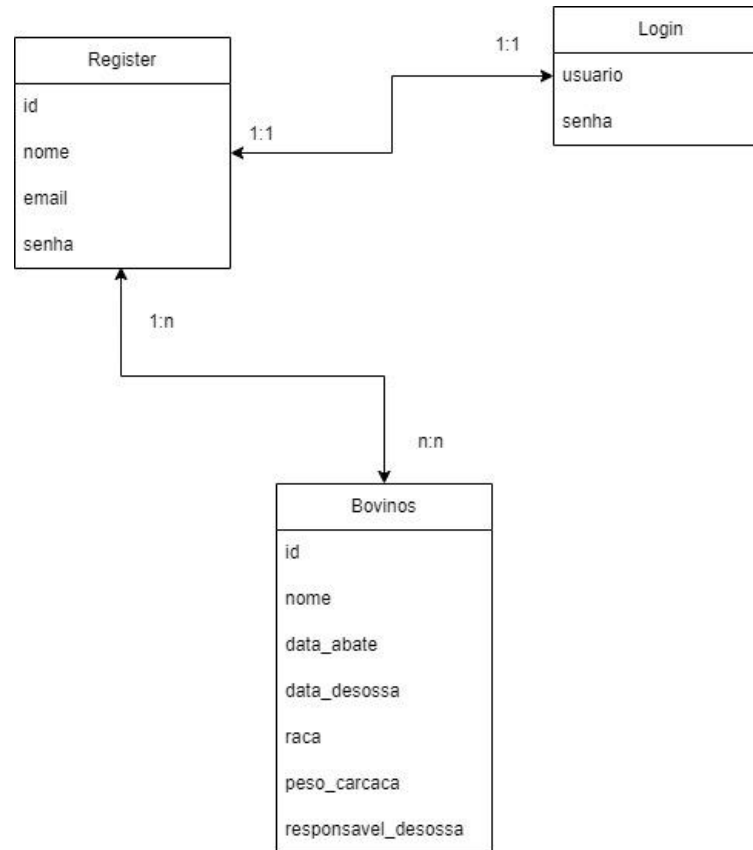 Login
1:1
usuario
senha
Register
id
nome
email
senha
1:1
1:n
n:n
Bovinos
id
nome
data_abate
data_desossa
raca
peso_carcaca
responsavel_desossa